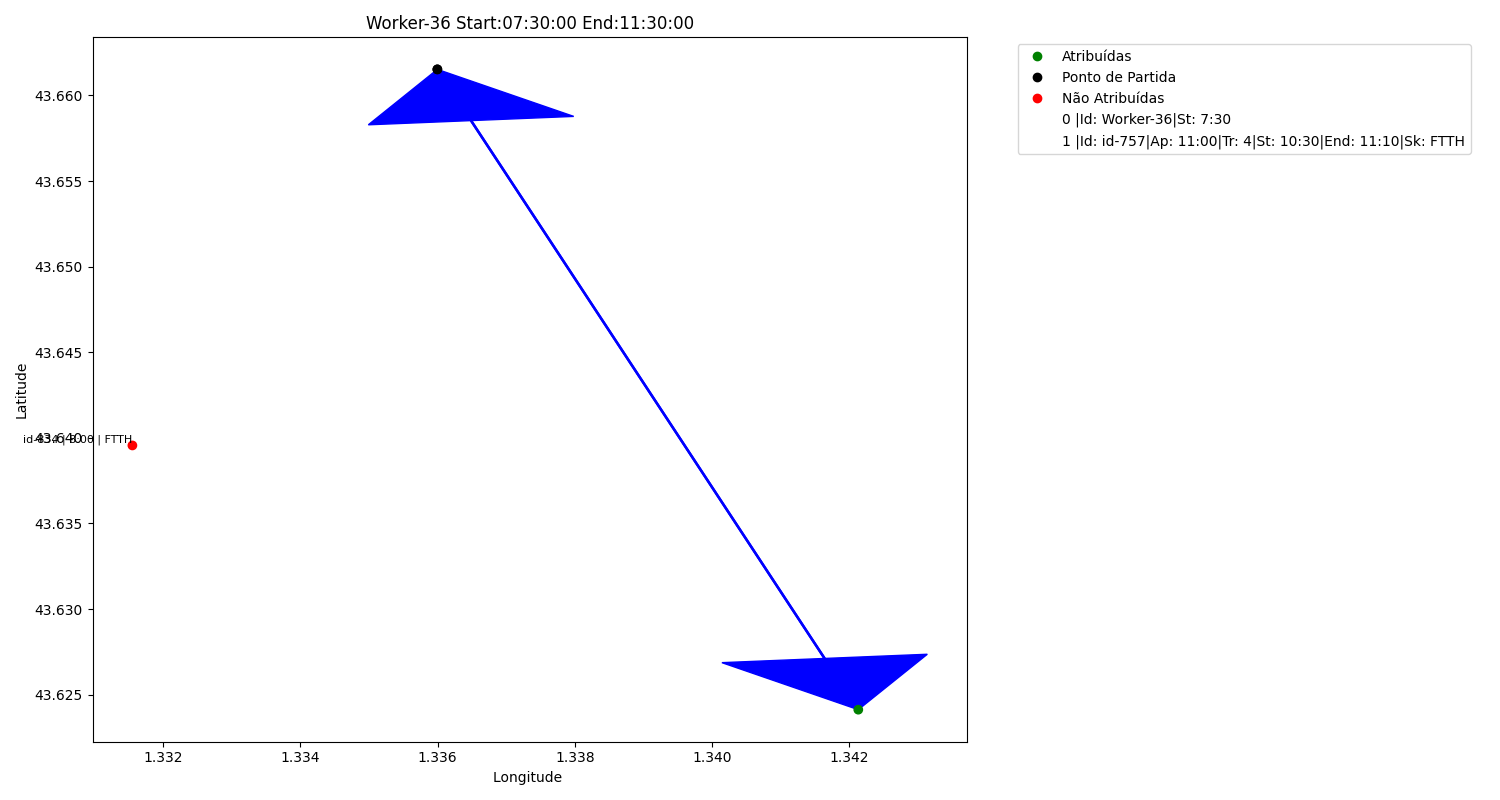 Worker-36 Start:07:30:00 End:11:30:00
Atribuídas
Ponto de Partida
Não Atribuídas
0 |Id: Worker-36|St: 7:30
1 |Id: id-757|Ap: 11:00|Tr: 4|St: 10:30|End: 11:10|Sk: FTTH
43.660
43.655
43.650
43.645
43.640
| FTTH
43.635
43.630
43.625
Latitude
1.332 1.334 1.336 1.338 1.340 1.342
Longitude